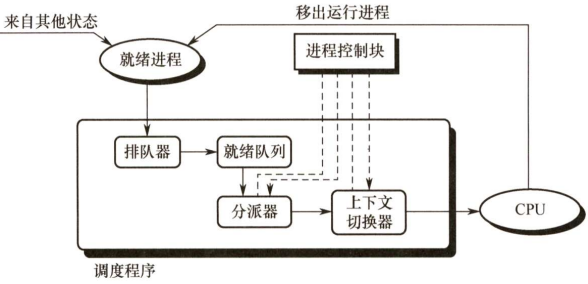 移出运行进程
来自其他状态
就绪进程
进程控制块
排队器
就绪队列
分派器
上下文
切换器
CPU
调度程序